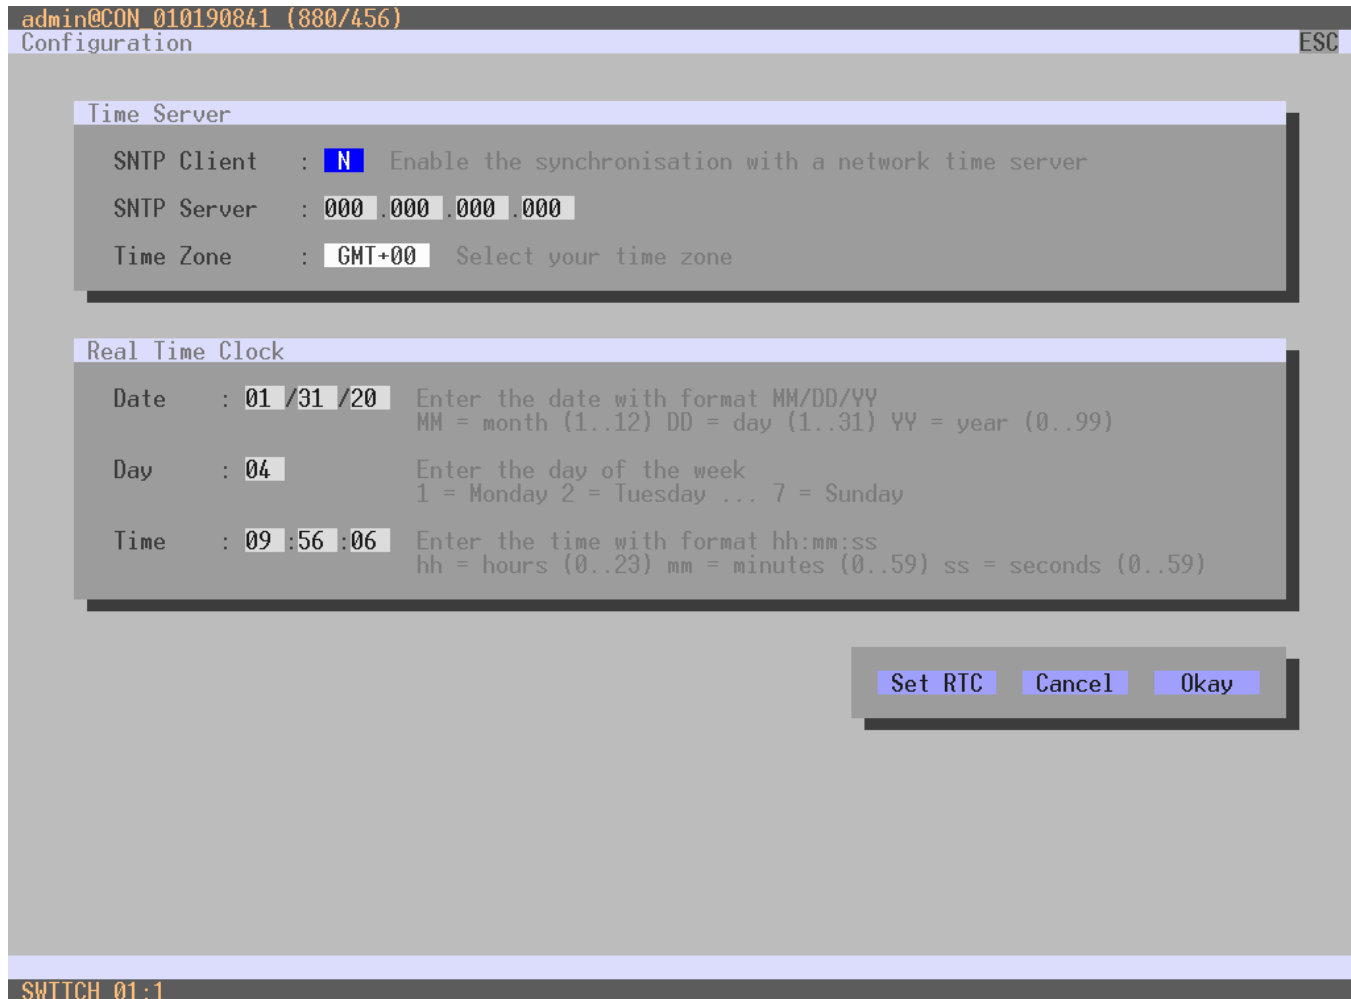 admin@CON_010190841 (880/456)
Configuration ESC
Time Server
SNTP Client : N Enable the synchronisation with a network time server
SNTP Server : 000 .000 .000 .000
Time Zone : GMT+00 Select your time zone
Real Time Clock
Date : 01 /31 /20 Enter the date with format MM/DD/YY
MM = month (1..12) DD = day (1..31) YY = year (0..99)
Day : 04 Enter the day of the week
1 = Monday 2 = Tuesday ... 7 = Sunday
Time : 09 :56 :06 Enter the time with format hh:mm:ss
hh = hours (0..23) mm = minutes (0..59) ss = seconds (0..59)
Set RTC Cancel Okay
SWITCH 01:1